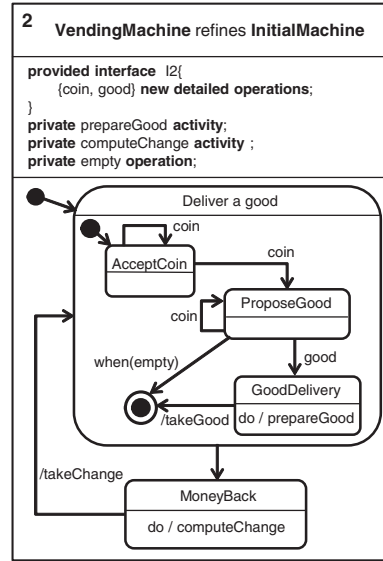 2
VendingMachine refines InitialMachine
provided interface I2{
{coin, good} new detailed operations;
}
private prepareGood activity;
private computeChange activity ;
private empty operation;
Deliver a good
coin
AcceptCoin
coin
ProposeGood
coin
when(empty)
good
GoodDelivery
/takeGood
do / prepareGood
/takeChange
MoneyBack
do / computeChange